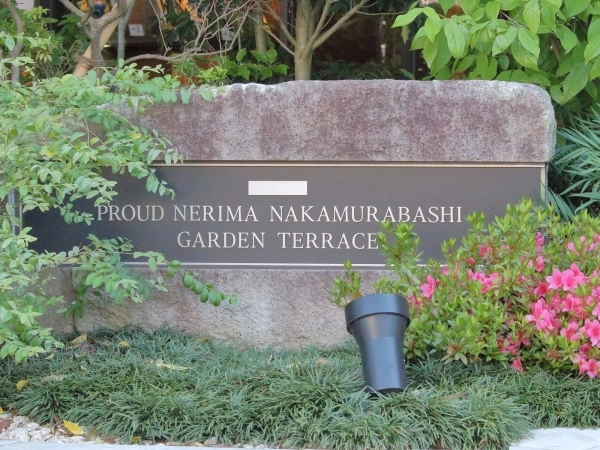 PROUD NERIMA NAKAMURABASHI
GARDEN TERRACE